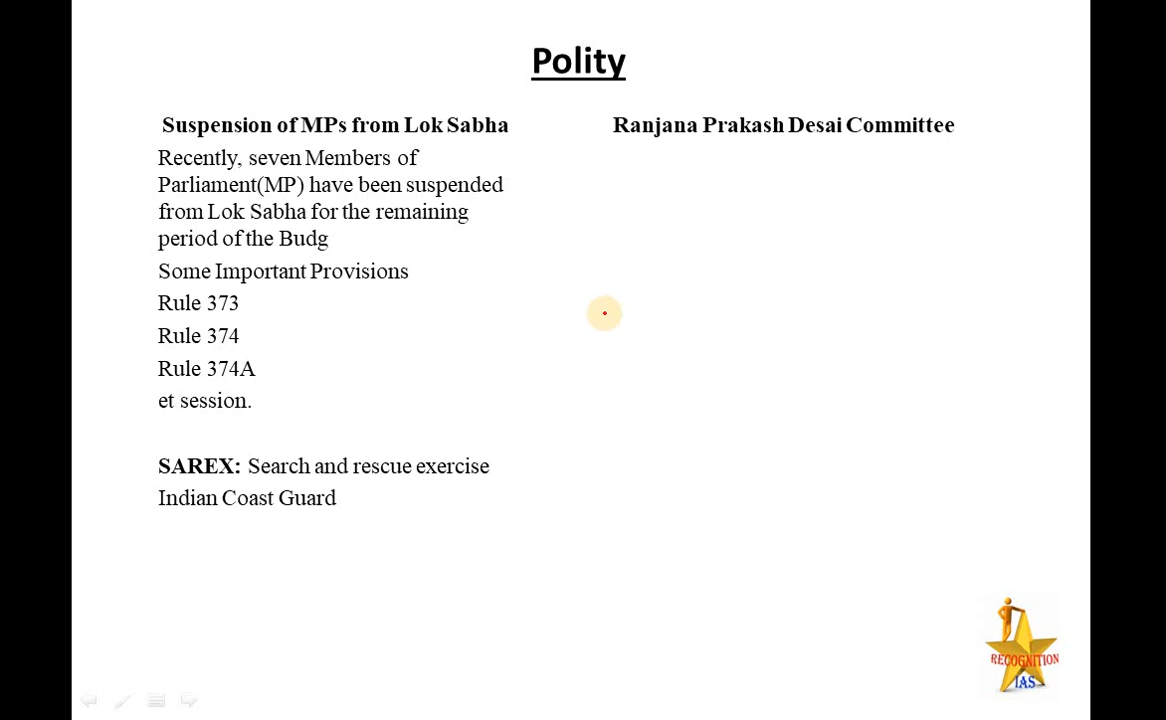 Polity
Suspension of MPs from Lok Sabha
Recently, seven Members of
Parliament(MP) have been suspended
from Lok Sabha for the remaining
period of the Budg
Some Important Provisions
Rule 373
Rule 374
Rule 374A
et session.
SAREX: Search and rescue exercise
Indian Coast Guard
Ranjana Prakash Desai Committee
RECOGNITION
IAS